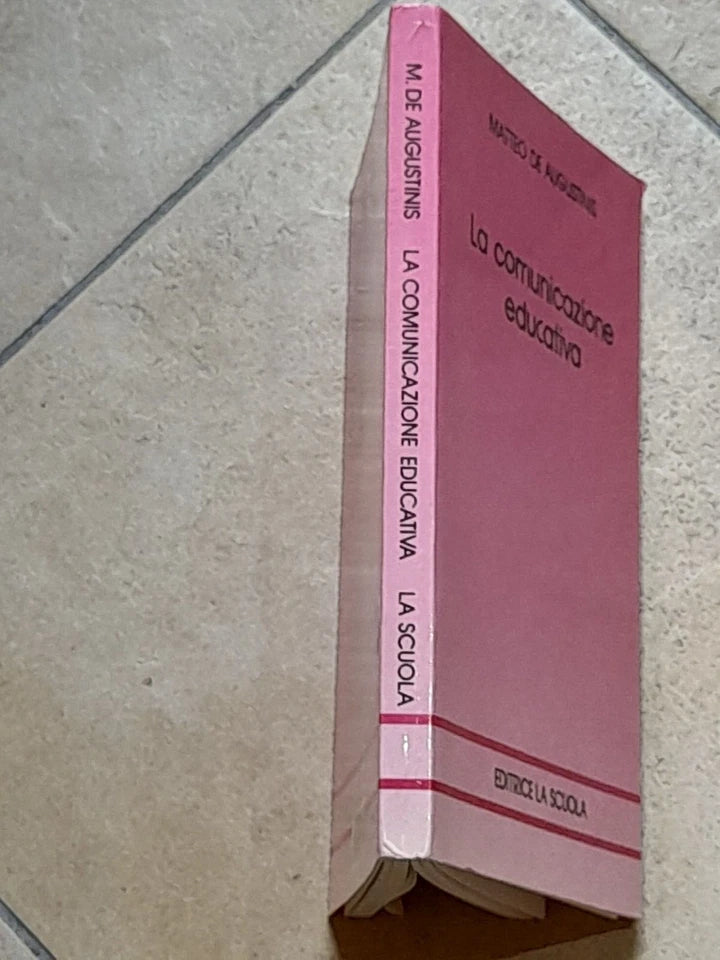 M. DE AUGUSTINIS LA COMUNICAZIONE EDUCATIVA LA SCUOLA
MATTEO DE AUGUSTINIS
La comunicazione
educativa
EDITRICE LA SCUOLA